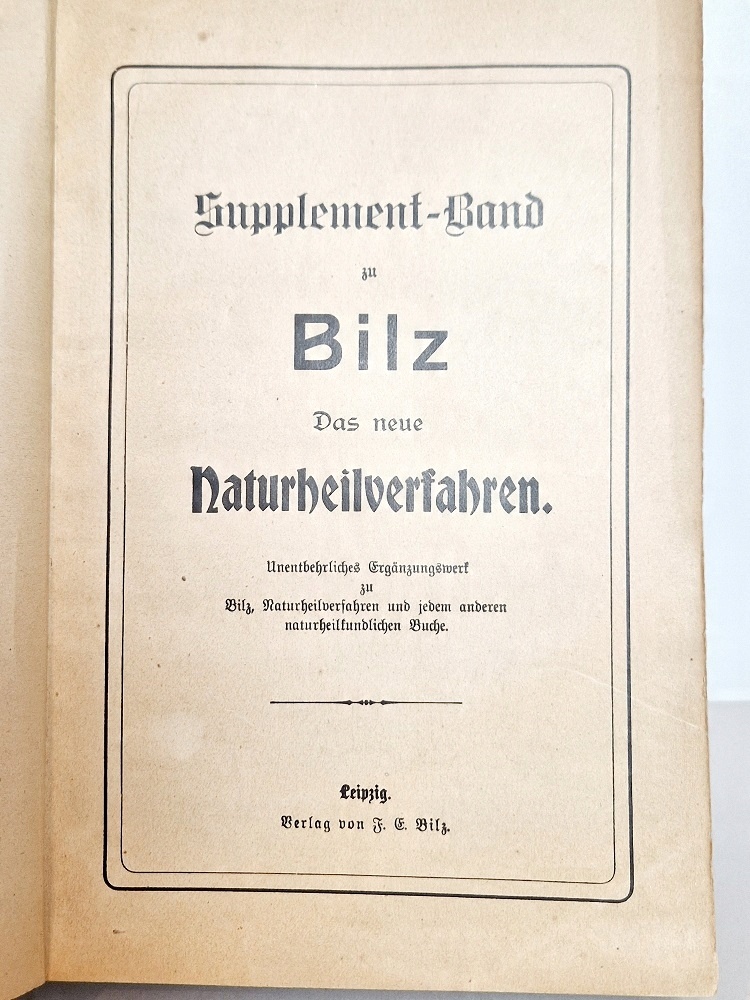 Supplement-Band
zu
Bilz
Das neue
Naturheilverfahren.
Unentbehrliches Ergänzungswerk
zu
Bilz, Naturheilverfahren und jedem anderen
naturheilkundlichen Buche.
Leipzig.
Verlag von F. E. Bilz.